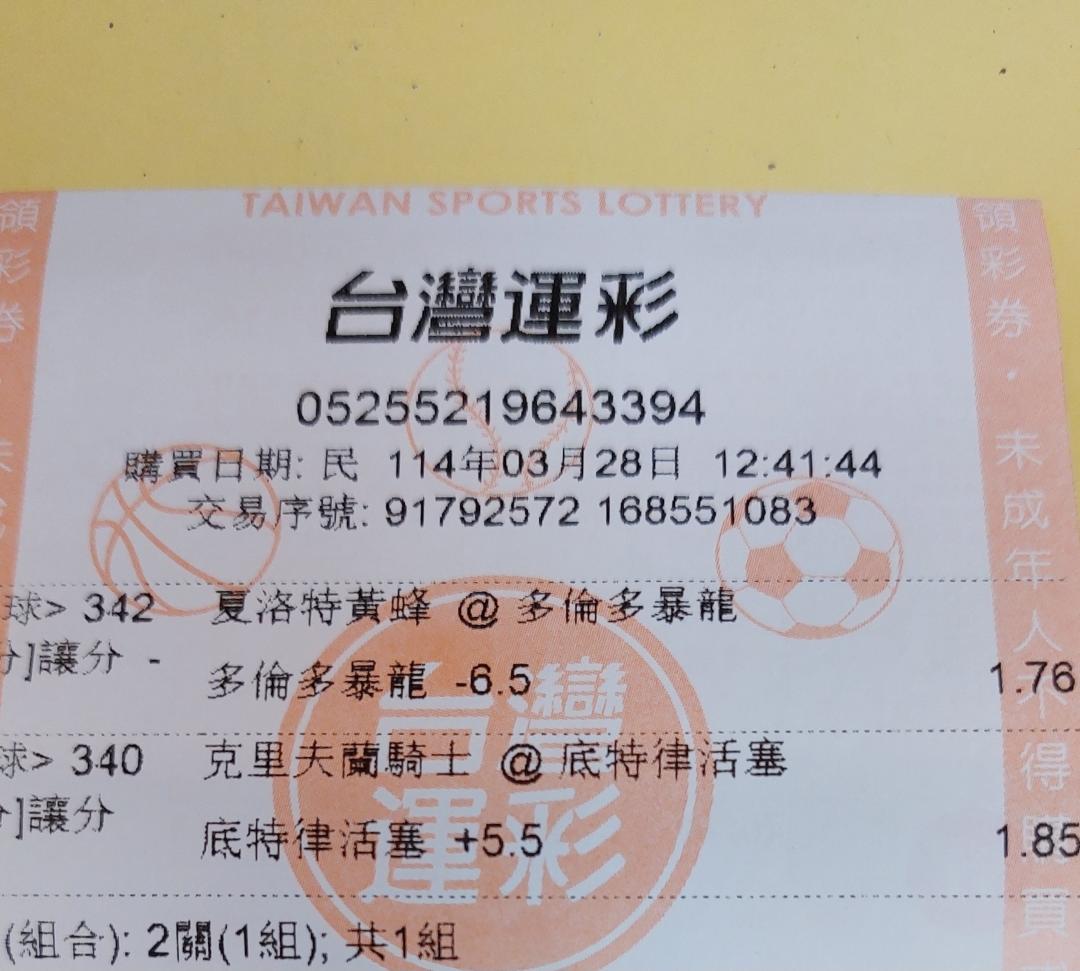 TAIWAN SPORTS LOTTERY
台灣運彩
05255219643394
購買日期: 民 114年03月28日 12:41:44
交易序號: 91792572 168551083
球> 342 夏洛特黃蜂 @ 多倫多暴龍
分]讓分 -
多倫多暴龍 -6.5 1.76
球> 340 克里夫蘭騎士 @ 底特律活塞
分]讓分
底特律活塞 +5.5 1.85
(組合): 2關(1組); 共1組
台灣
運彩
領彩券
領彩券・未成年人不得購買